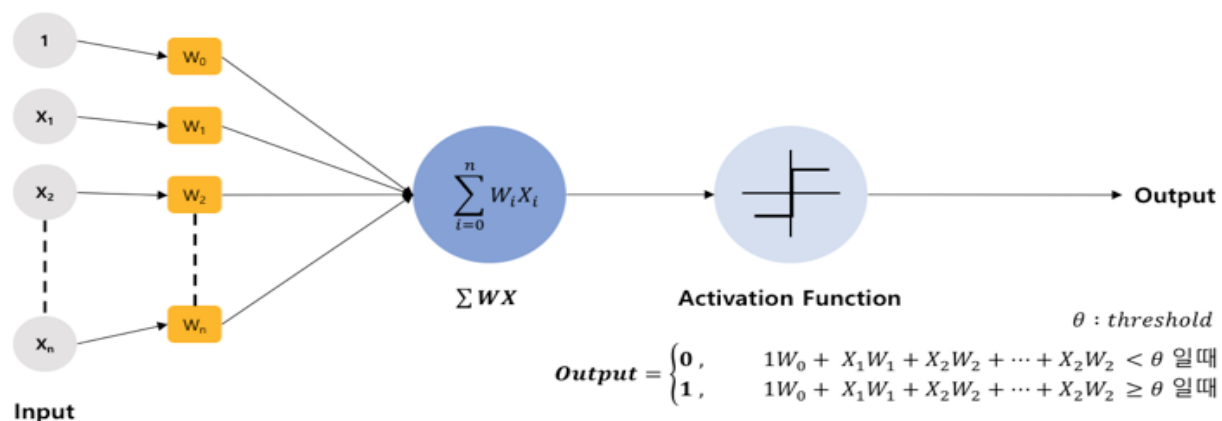 1
W₀
X₁
W₁
X₂
W₂
Xₙ
Wₙ
Input
n
∑ WᵢXᵢ
i=0
∑ WX
Activation Function
Output
θ : threshold
Output = { 0 , 1W₀ + X₁W₁ + X₂W₂ + ⋯ + X₂W₂ < θ 일때
1 , 1W₀ + X₁W₁ + X₂W₂ + ⋯ + X₂W₂ ≥ θ 일때